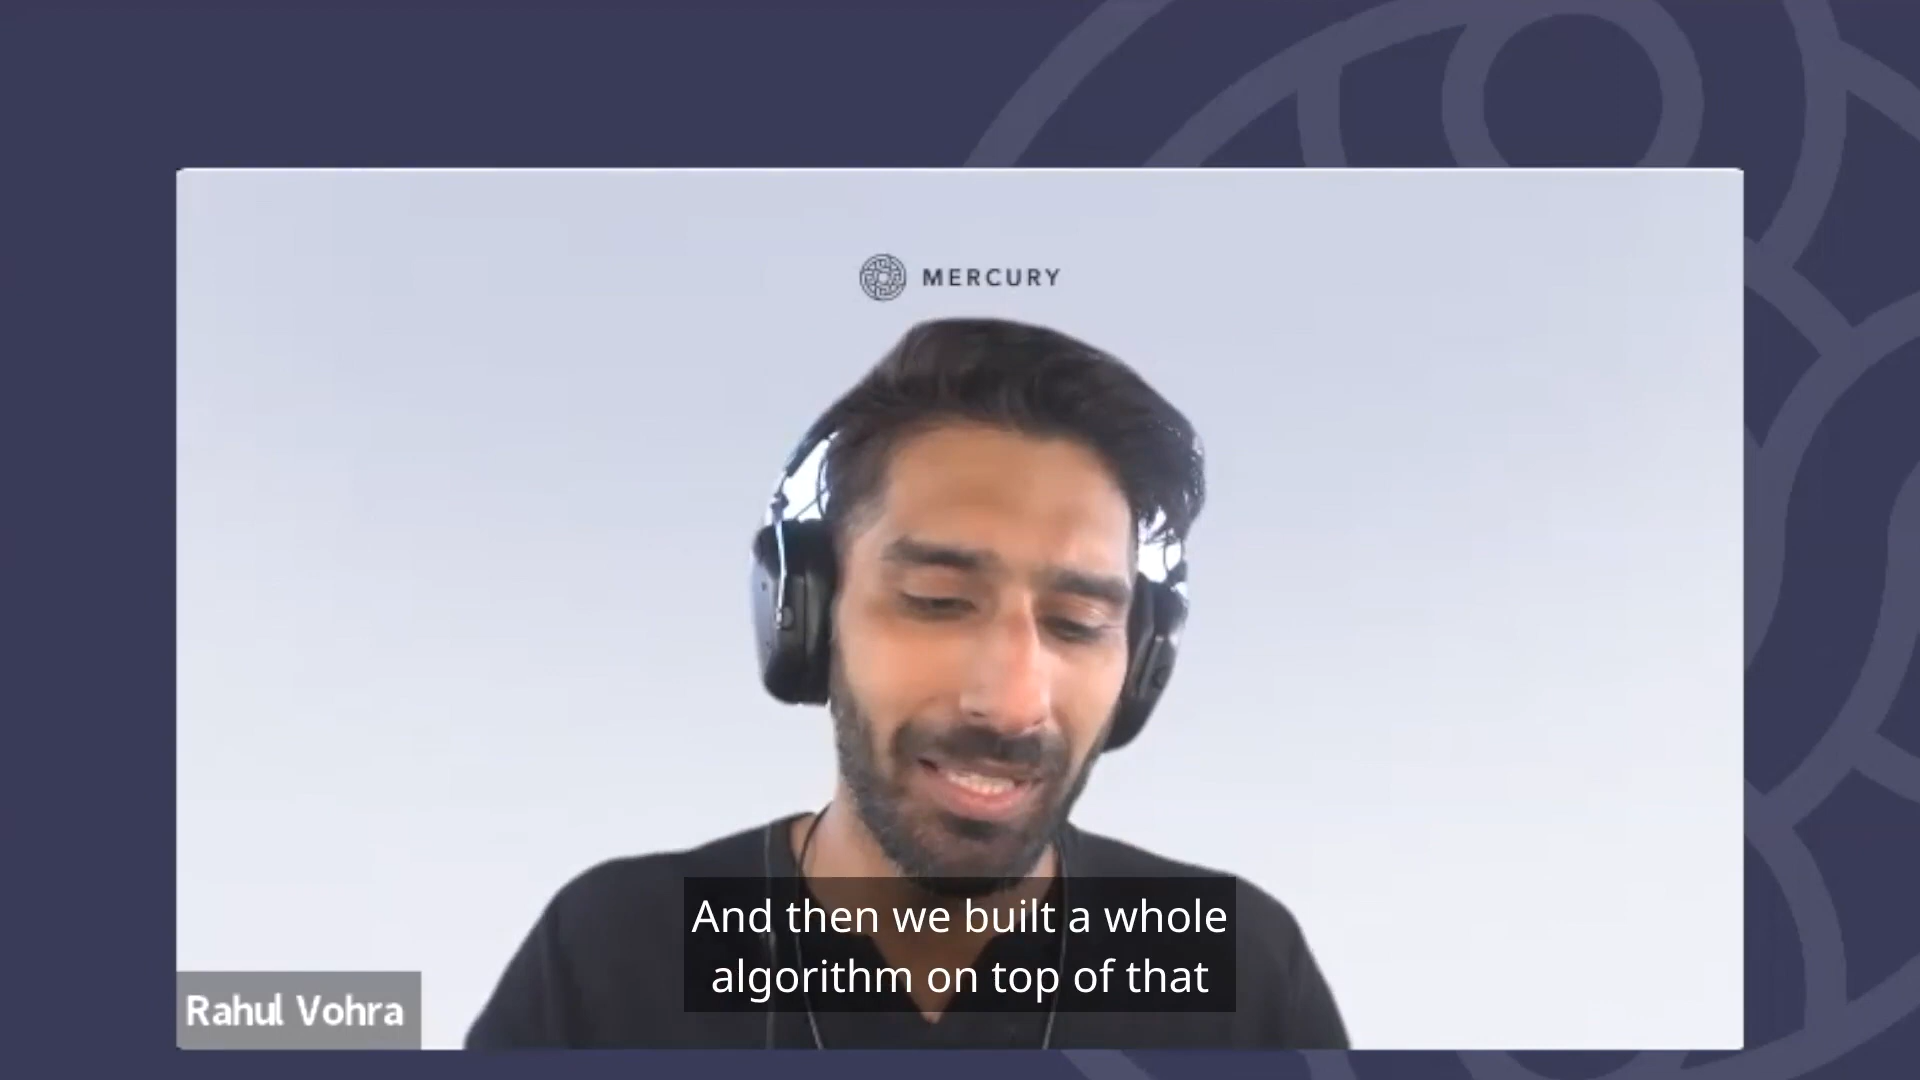 MERCURY
And then we built a whole
algorithm on top of that
Rahul Vohra